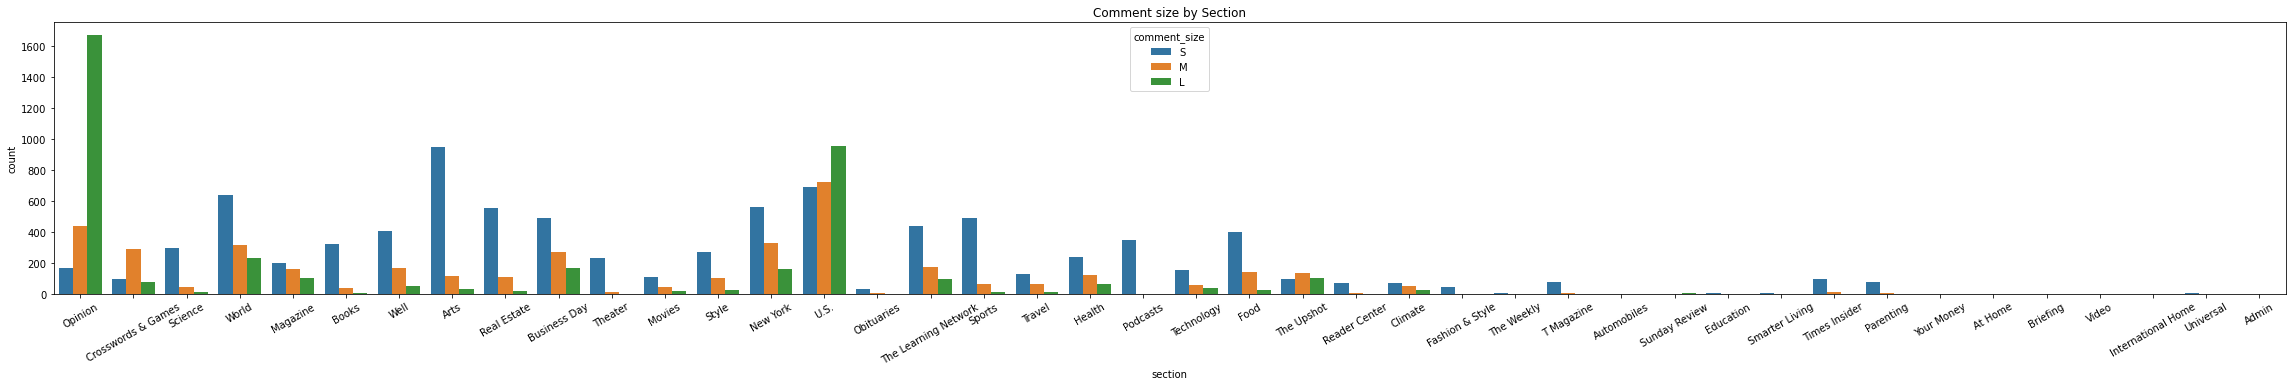 Comment size by Section
comment_size
S
M
L
count
1600
1400
1200
1000
800
600
400
200
0
Opinion
Crosswords & Games
Science
World
Magazine
Books
Well
Arts
Real Estate
Business Day
Theater
Movies
Style
New York
U.S.
Obituaries
The Learning Network
Sports
Travel
Health
Podcasts
Technology
Food
The Upshot
Reader Center
Climate
Fashion & Style
The Weekly
T Magazine
Automobiles
Sunday Review
Education
Smarter Living
Times Insider
Parenting
Your Money
At Home
Briefing
Video
International Home
Universal
Admin
section